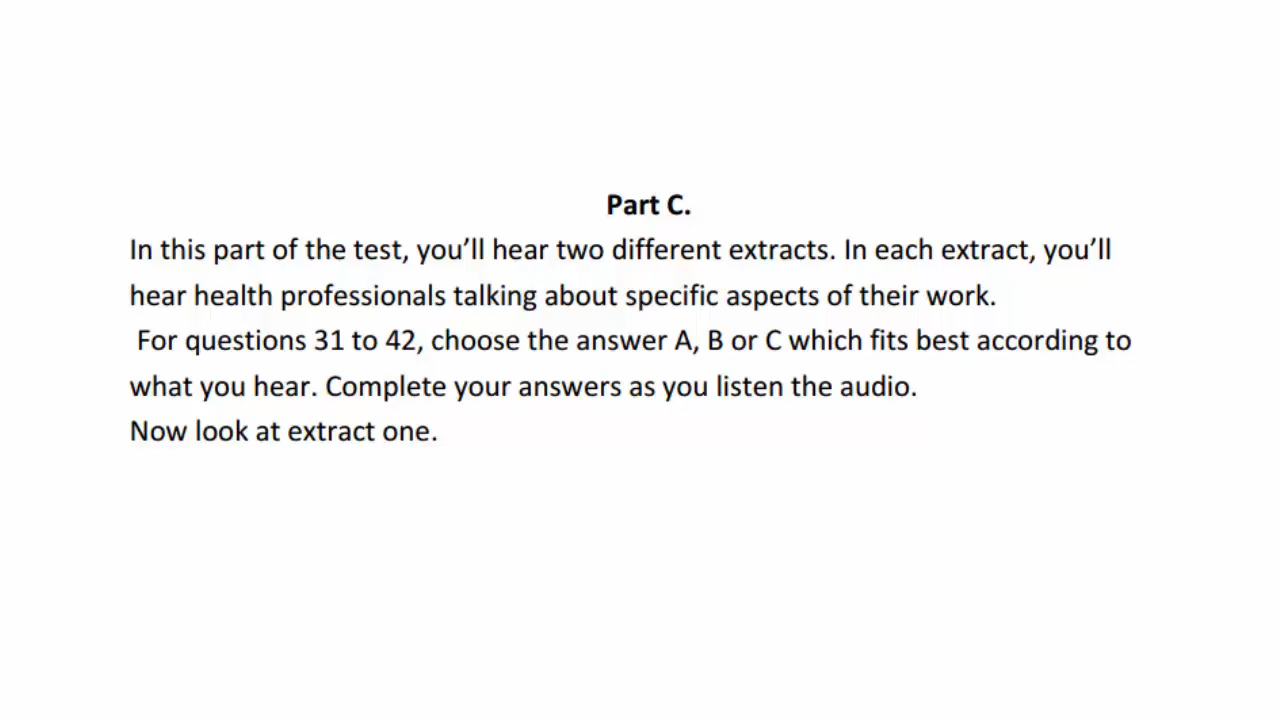 Part C.
In this part of the test, you’ll hear two different extracts. In each extract, you’ll
hear health professionals talking about specific aspects of their work.
For questions 31 to 42, choose the answer A, B or C which fits best according to
what you hear. Complete your answers as you listen the audio.
Now look at extract one.